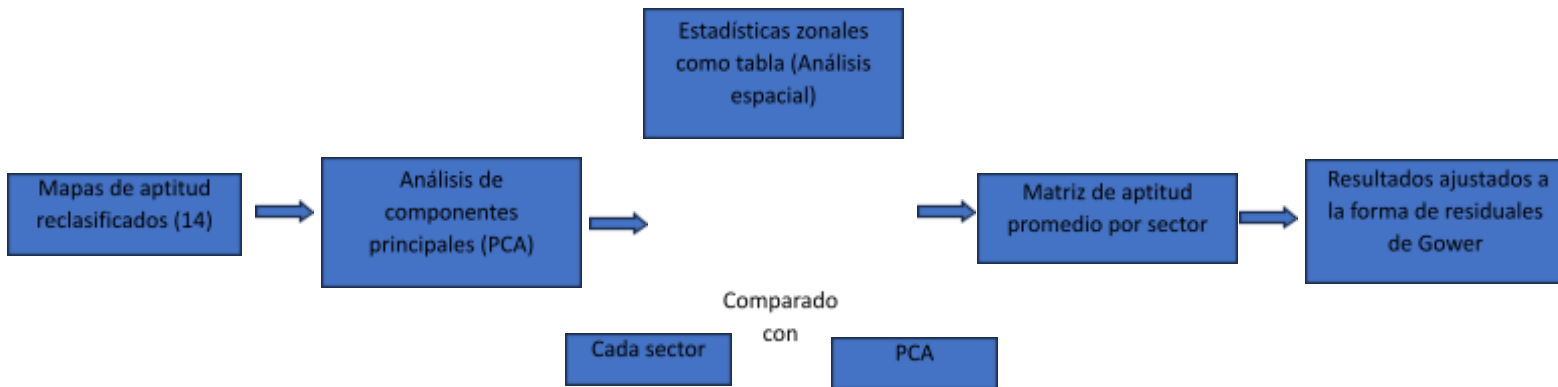 Mapas de aptitud
reclasificados (14)
Análisis de
componentes
principales (PCA)
Estadísticas zonales
como tabla (Análisis
espacial)
Comparado
con
Cada sector
PCA
Matriz de aptitud
promedio por sector
Resultados ajustados a
la forma de residuales
de Gower